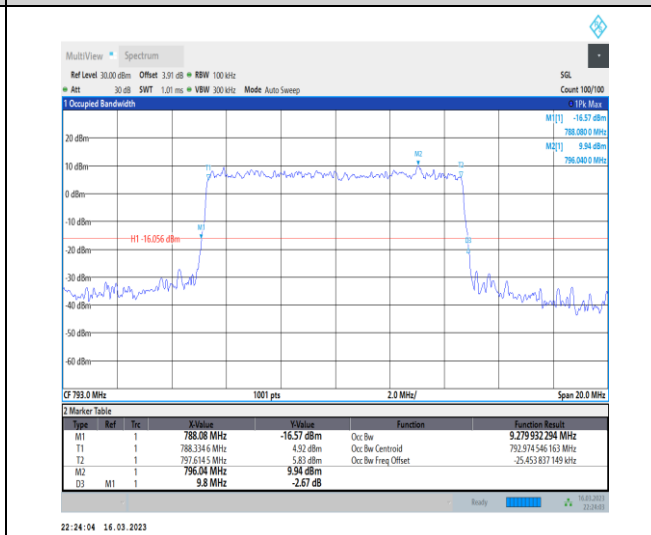 MultiView Spectrum
Ref Level 30.00 dBm Offset 3.91 dB RBW 100 kHz SGL
Att 30 dB SWT 1.01 ms VBW 300 kHz Mode Auto Sweep Count 100/100
1 Occupied Bandwidth 1Pk Max
M1[1] -16.57 dBm
788.080 0 MHz
M2[1] 9.94 dBm
796.040 0 MHz
20 dBm
M2
T1 T2
10 dBm
0 dBm
-10 dBm
M1
H1 -16.056 dBm D3
-20 dBm
-30 dBm
-40 dBm
-50 dBm
-60 dBm
CF 793.0 MHz 1001 pts 2.0 MHz/ Span 20.0 MHz
2 Marker Table
Type Ref Trc X-Value Y-Value Function Function Result
M1 1 788.08 MHz -16.57 dBm Occ Bw 9.279 932 294 MHz
T1 1 788.334 6 MHz 4.92 dBm Occ Bw Centroid 792.974 546 163 MHz
T2 1 797.614 5 MHz 5.83 dBm Occ Bw Freq Offset -25.453 837 149 kHz
M2 1 796.04 MHz 9.94 dBm
D3 M1 1 9.8 MHz -2.67 dB
Ready 16.03.2023
22:24:03
22:24:04 16.03.2023